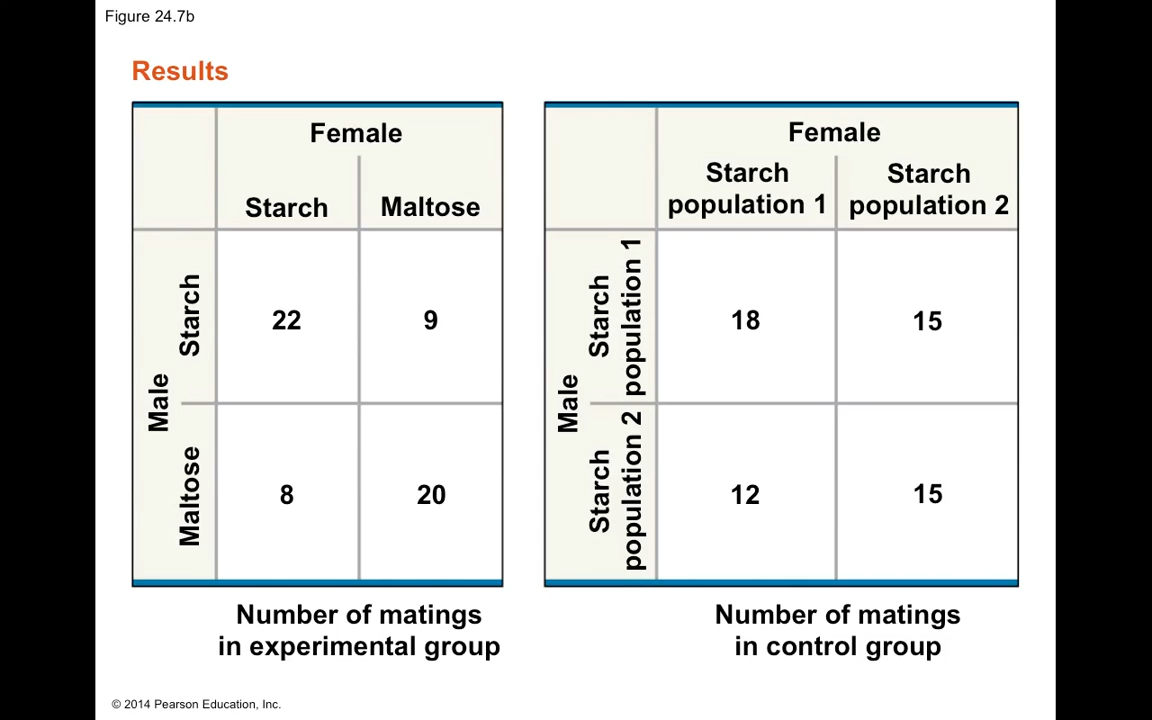 Figure 24.7b
Results
Female
Starch Maltose
Male
Starch
22 9
Maltose
8 20
Number of matings
in experimental group
Female
Starch
population 1
Starch
population 2
Male
Starch
population 1
18 15
Starch
population 2
12 15
Number of matings
in control group
© 2014 Pearson Education, Inc.